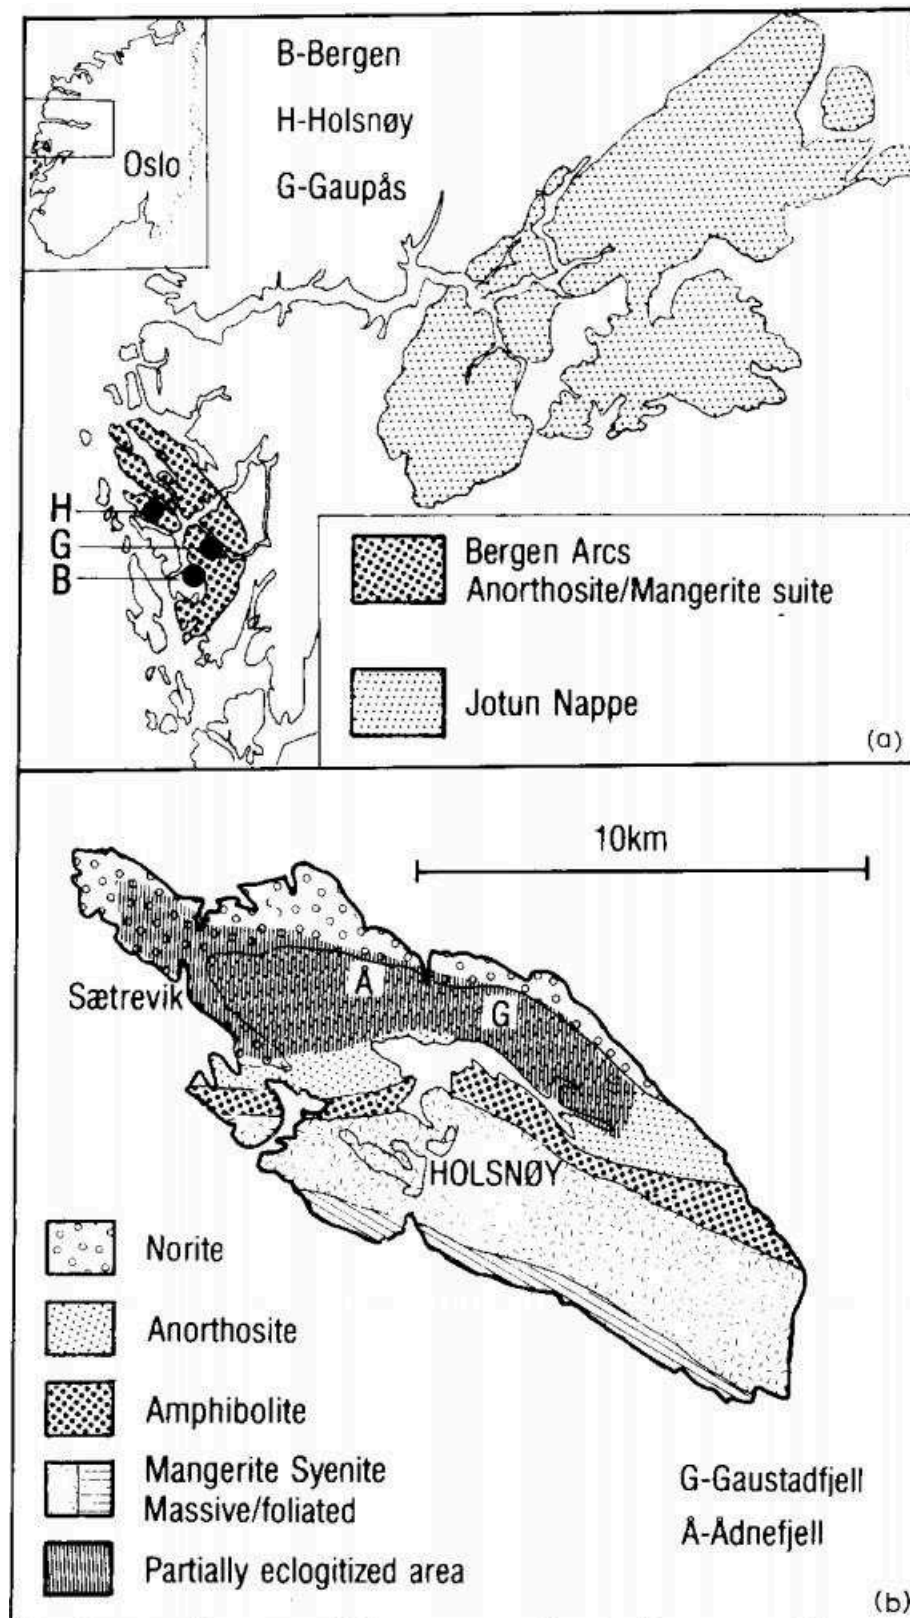 B-Bergen
H-Holsnøy
G-Gaupås
Oslo
H
G
B
Bergen Arcs
Anorthosite/Mangerite suite
Jotun Nappe
(a)
10km
Å
G
Sætrevik
HOLSNØY
Norite
Anorthosite
Amphibolite
Mangerite Syenite
Massive/foliated
Partially eclogitized area
G-Gaustadfjell
Å-Ådnefjell
(b)